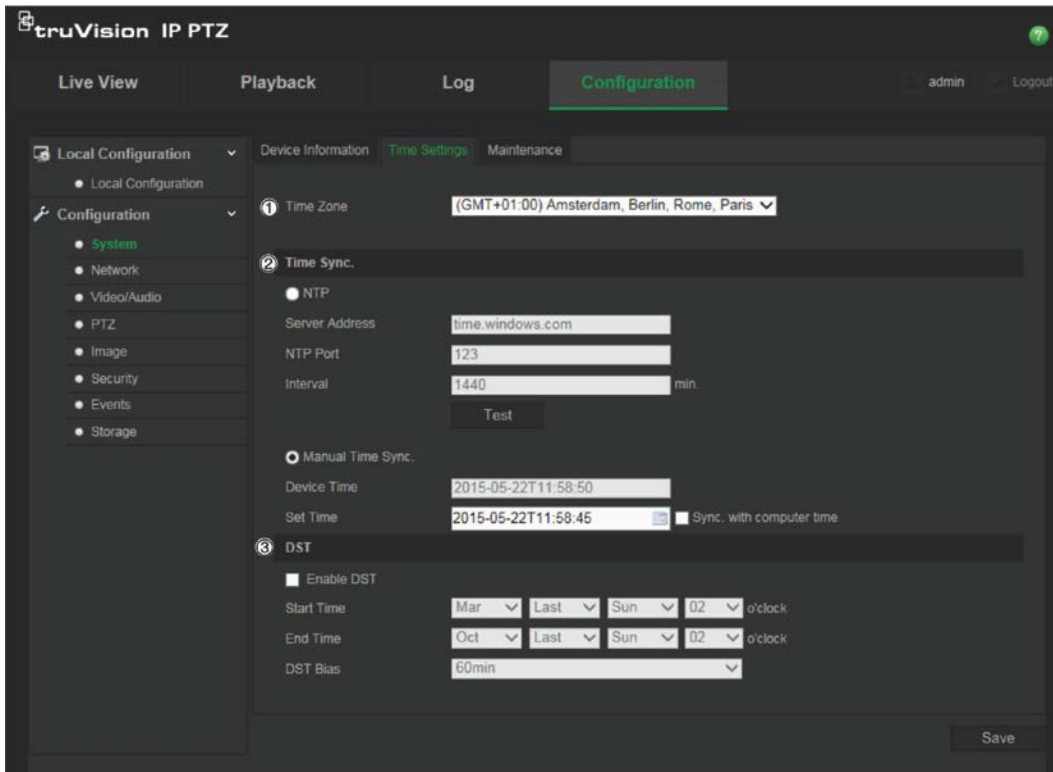 truVision IP PTZ
?
Live View Playback Log Configuration admin Logout
Local Configuration
Local Configuration
Configuration
System
Network
Video/Audio
PTZ
Image
Security
Events
Storage
Device Information Time Settings Maintenance
1 Time Zone (GMT+01:00) Amsterdam, Berlin, Rome, Paris
2 Time Sync.
NTP
Server Address time.windows.com
NTP Port 123
Interval 1440 min.
Test
Manual Time Sync.
Device Time 2015-05-22T11:58:50
Set Time 2015-05-22T11:58:45 Sync. with computer time
3 DST
Enable DST
Start Time Mar Last Sun 02 o'clock
End Time Oct Last Sun 02 o'clock
DST Bias 60min
Save